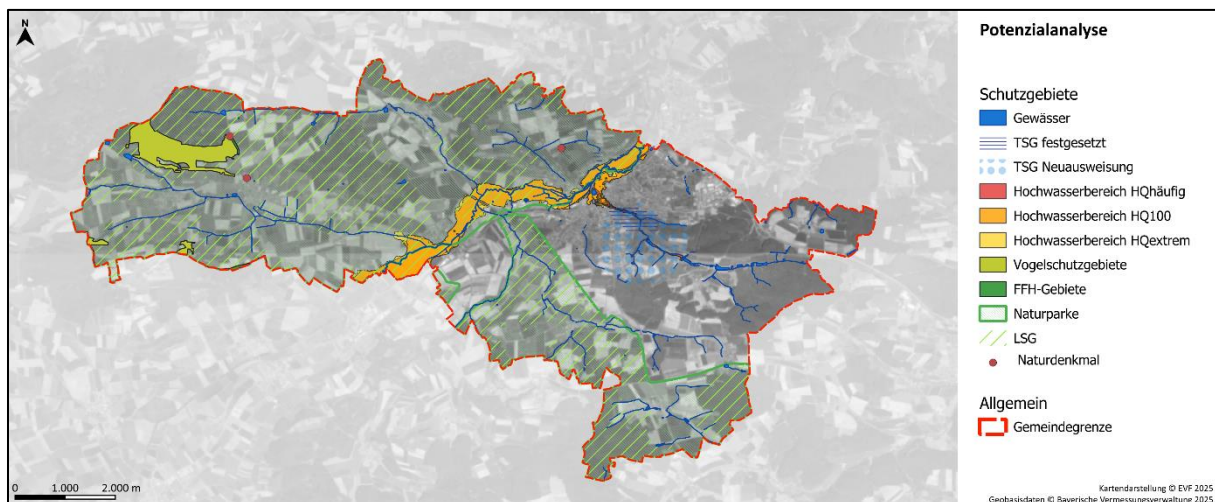 N
Potenzialanalyse
Schutzgebiete
Gewässer
TSG festgesetzt
TSG Neuausweisung
Hochwasserbereich HQhäufig
Hochwasserbereich HQ100
Hochwasserbereich HQextrem
Vogelschutzgebiete
FFH-Gebiete
Naturparke
LSG
Naturdenkmal
Allgemein
Gemeindegrenze
0 1.000 2.000 m
Kartendarstellung © EVF 2025
Geobasisdaten © Bayerische Vermessungsverwaltung 2025